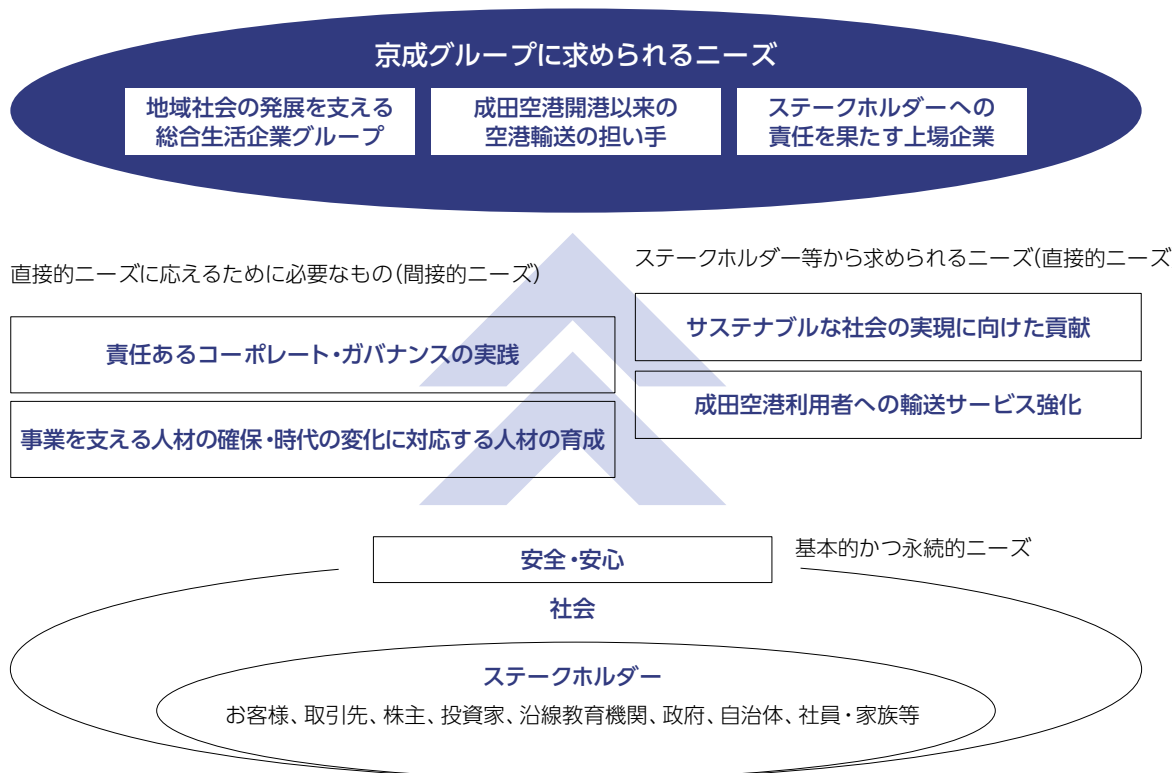 京成グループに求められるニーズ
地域社会の発展を支える
総合生活企業グループ
成田空港開港以来の
空港輸送の担い手
ステークホルダーへの
責任を果たす上場企業
直接的ニーズに応えるために必要なもの(間接的ニーズ)
責任あるコーポレート・ガバナンスの実践
事業を支える人材の確保・時代の変化に対応する人材の育成
ステークホルダー等から求められるニーズ(直接的ニーズ
サステナブルな社会の実現に向けた貢献
成田空港利用者への輸送サービス強化
安全・安心
基本的かつ永続的ニーズ
社会
ステークホルダー
お客様、取引先、株主、投資家、沿線教育機関、政府、自治体、社員・家族等